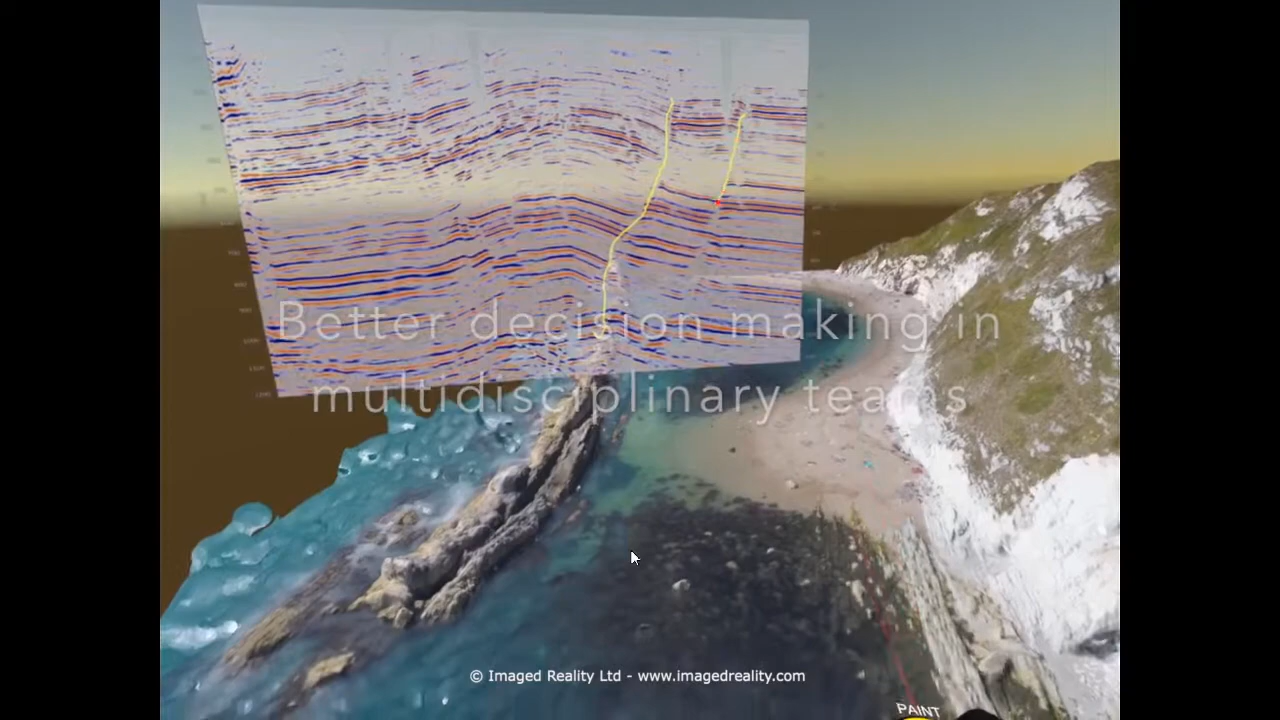 Better decision making in
multidisciplinary teams
© Imaged Reality Ltd - www.imagedreality.com
PAINT